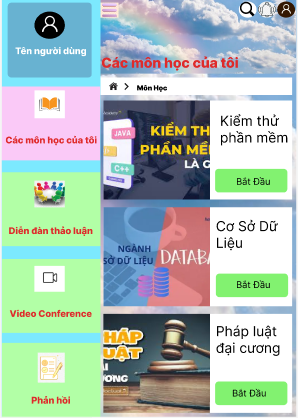 Tên người dùng
Các môn học của tôi
Diễn đàn thảo luận
Video Conference
Phản hồi
Các môn học của tôi
Môn Học
JAVA
C++
KIỂM TH
PHẦN MỀ
LÀ G
Kiểm thử
phần mềm
Bắt Đầu
NGÀNH
SỞ DỮ LIỆU
DATABA
Cơ Sở Dữ
Liệu
Bắt Đầu
HÁP
UẬT
ẠI
ƯƠNG
Pháp luật
đại cương
Bắt Đầu